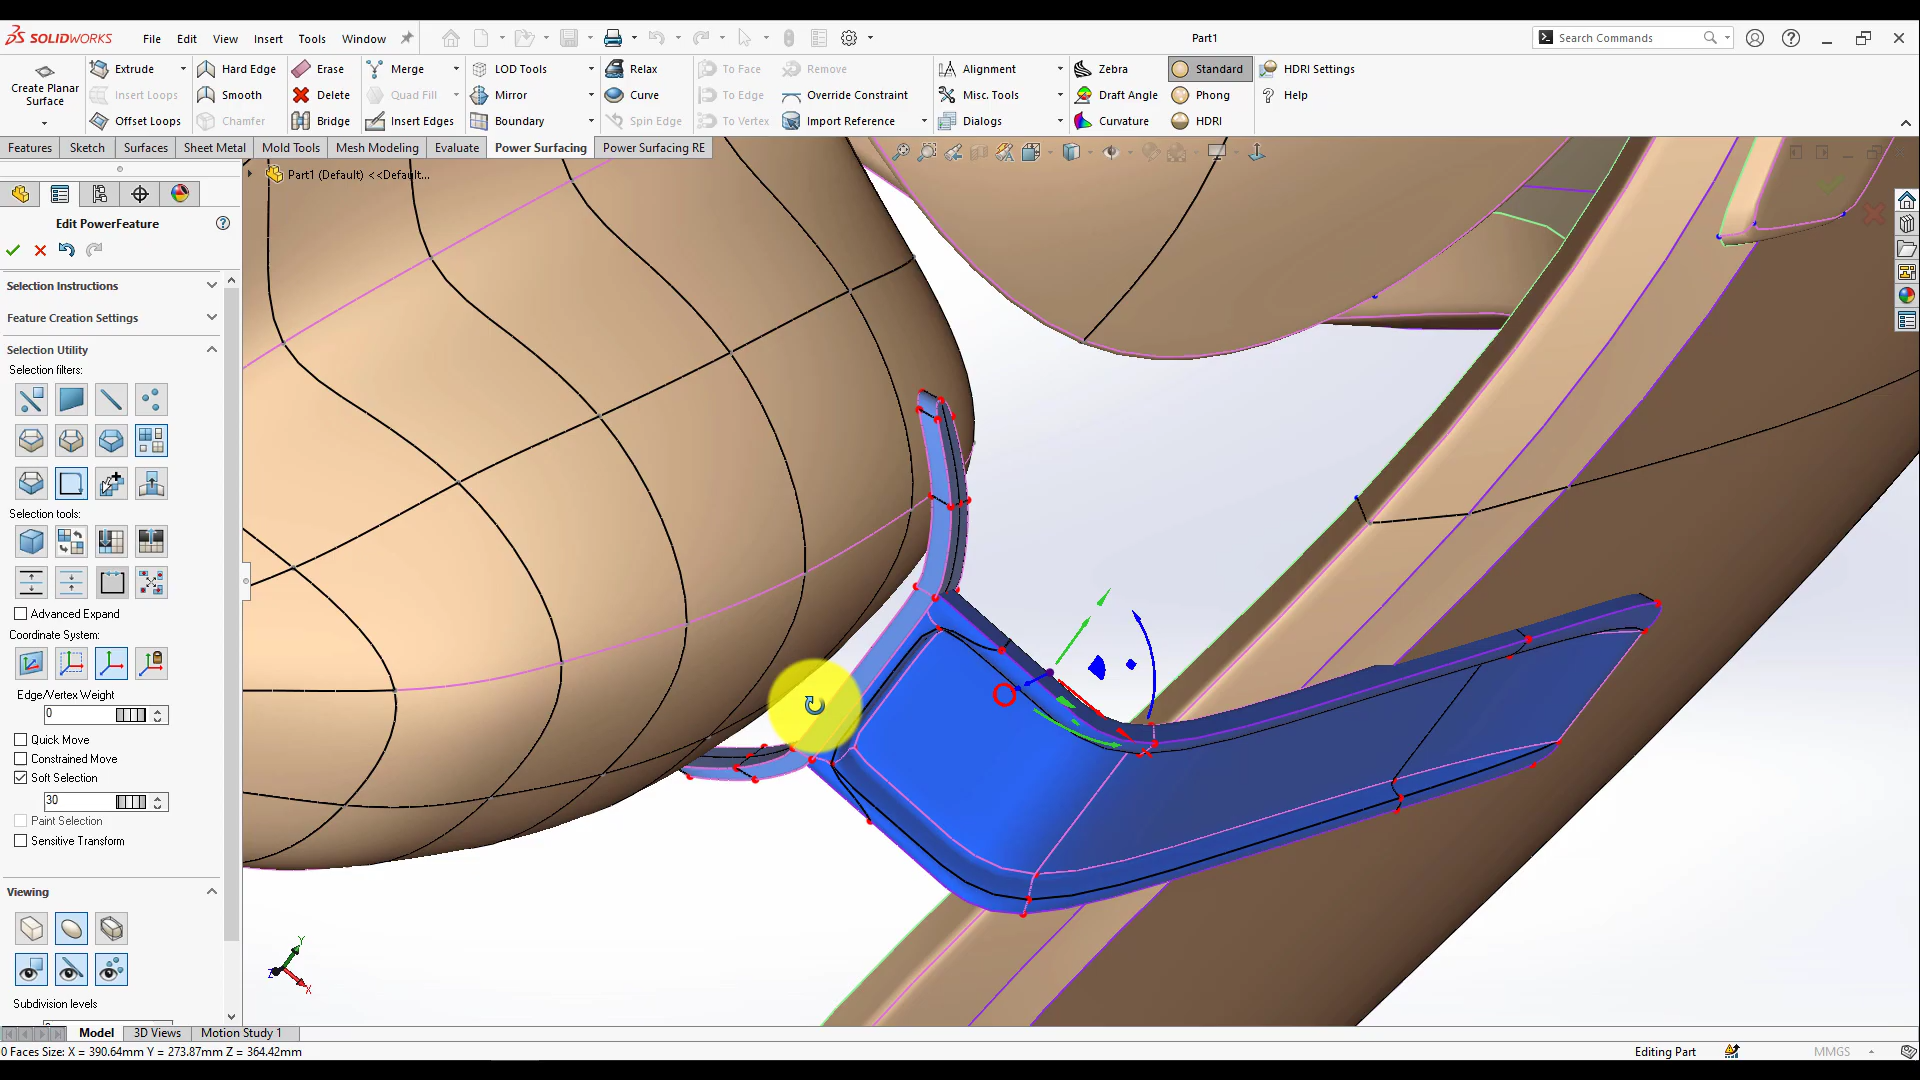 SOLIDWORKS File Edit View Insert Tools Window Part1 Search Commands
Create Planar Surface
Extrude Hard Edge Erase Merge LOD Tools Relax To Face Remove Alignment Zebra Standard HDRI Settings
Insert Loops Smooth Delete Quad Fill Mirror Curve To Edge Override Constraint Misc. Tools Draft Angle Phong Help
Offset Loops Chamfer Bridge Insert Edges Boundary Spin Edge To Vertex Import Reference Dialogs Curvature HDRI
Features Sketch Surfaces Sheet Metal Mold Tools Mesh Modeling Evaluate Power Surfacing Power Surfacing RE
Part1 (Default) <<Default...
Edit PowerFeature
Selection Instructions
Feature Creation Settings
Selection Utility
Selection filters:
Selection tools:
Advanced Expand
Coordinate System:
Edge/Vertex Weight
0
Quick Move
Constrained Move
Soft Selection
30
Paint Selection
Sensitive Transform
Viewing
Y
Z
X
Subdivision levels
Model 3D Views Motion Study 1
0 Faces Size: X = 390.64mm Y = 273.87mm Z = 364.42mm Editing Part MMGS